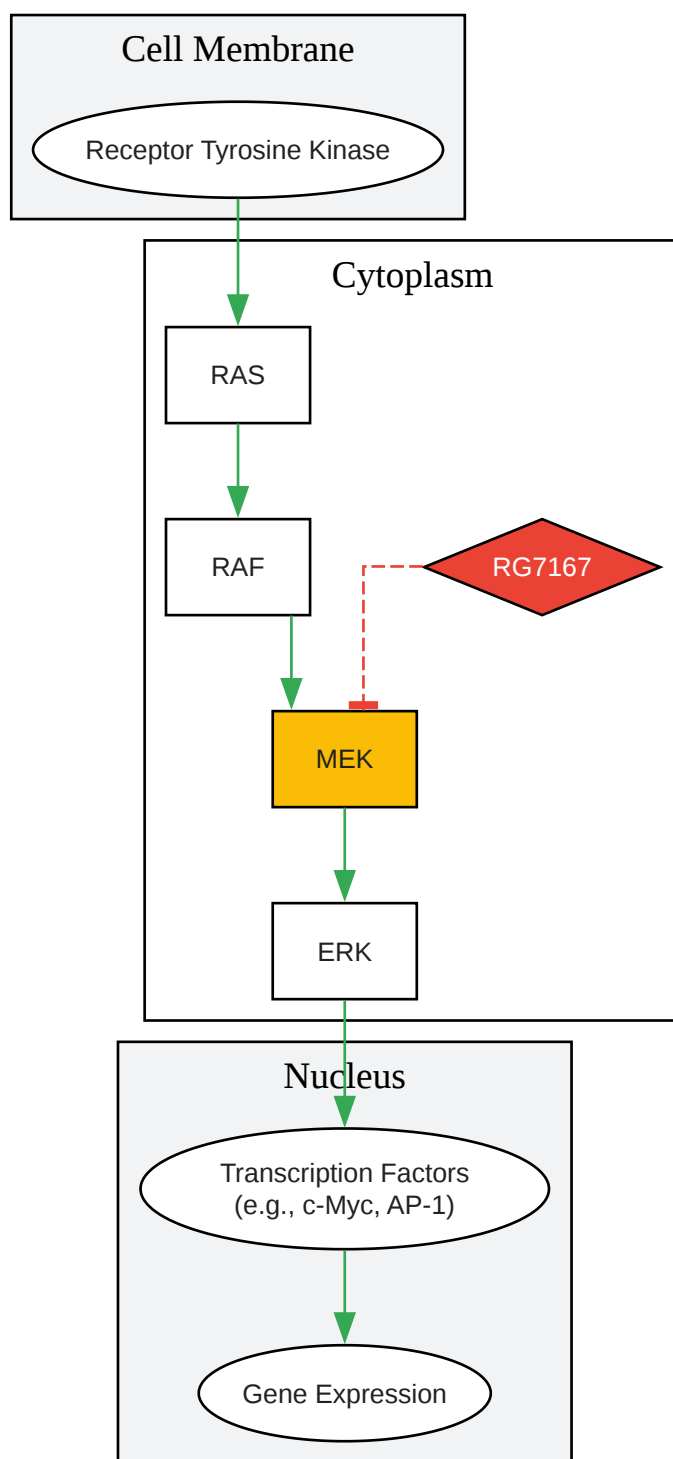 Cell Membrane
Receptor Tyrosine Kinase
Cytoplasm
RAS
RAF
RG7167
MEK
ERK
Nucleus
Transcription Factors
(e.g., c-Myc, AP-1)
Gene Expression